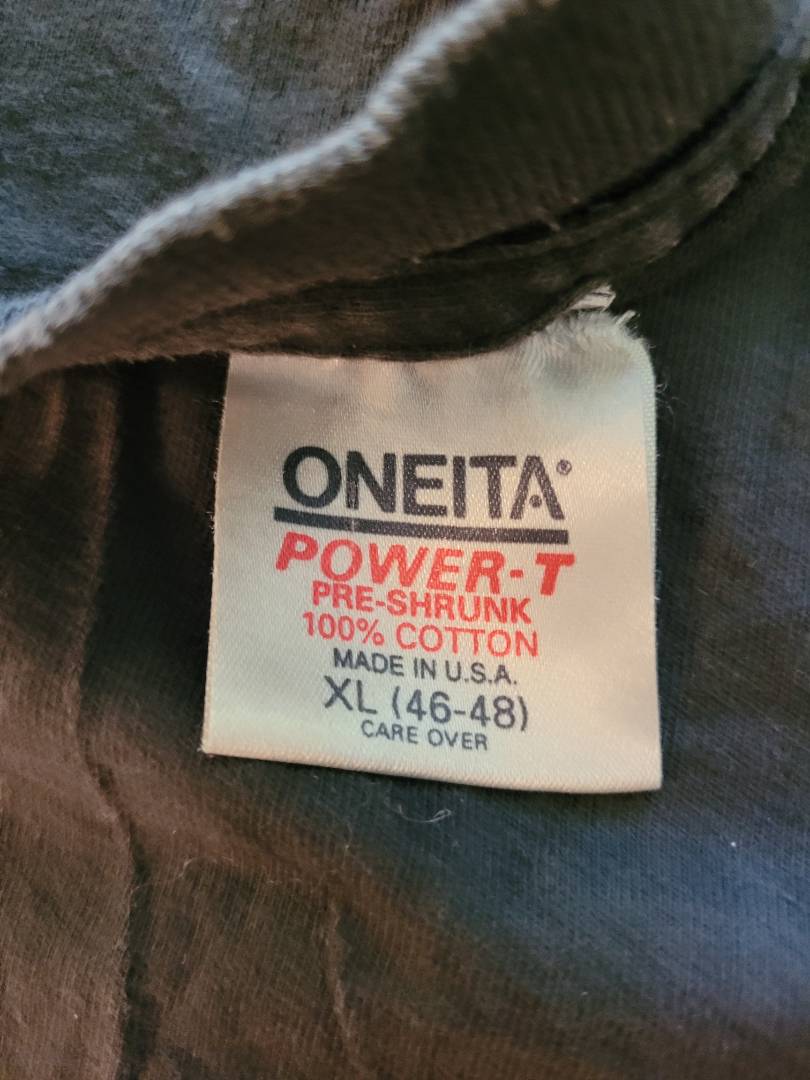 ONEITA®
POWER-T
PRE-SHRUNK
100% COTTON
MADE IN U.S.A.
XL (46-48)
CARE OVER